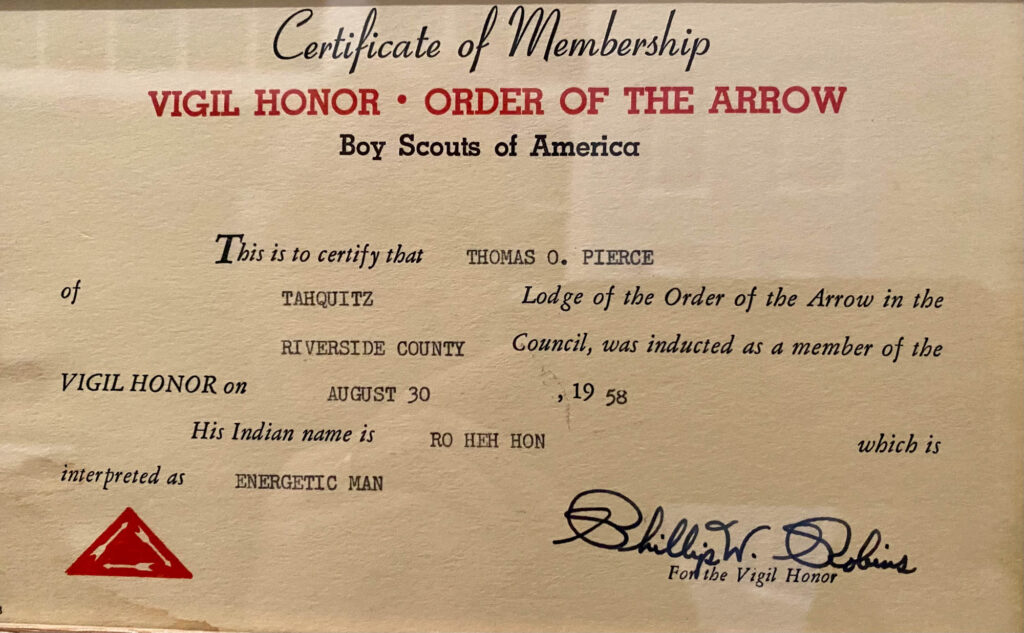 Certificate of Membership
VIGIL HONOR • ORDER OF THE ARROW
Boy Scouts of America
This is to certify that THOMAS O. PIERCE
of TAHQUITZ Lodge of the Order of the Arrow in the
RIVERSIDE COUNTY Council, was inducted as a member of the
VIGIL HONOR on AUGUST 30, 19 58
His Indian name is RO HEH HON which is
interpreted as ENERGETIC MAN
Phillip W. Robins
For the Vigil Honor